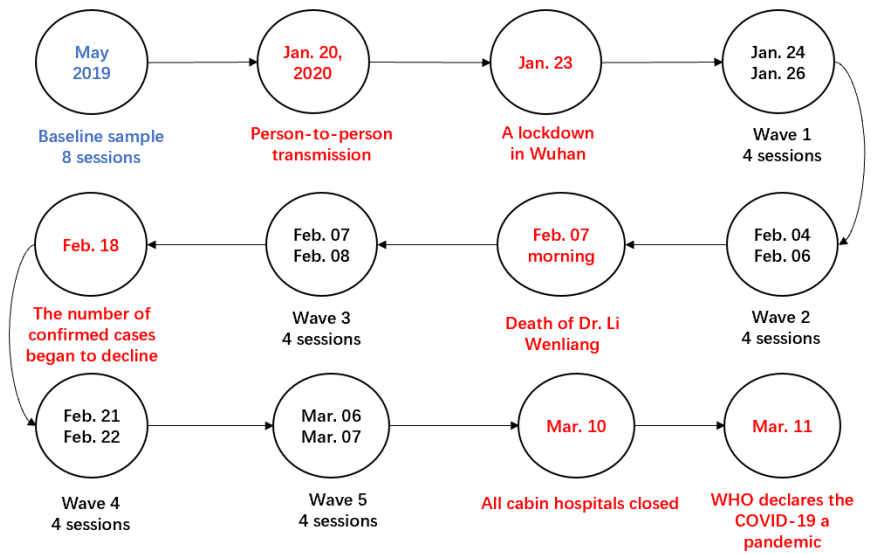 May
2019
Baseline sample
8 sessions
Jan. 20,
2020
Person-to-person
transmission
Jan. 23
A lockdown
in Wuhan
Jan. 24
Jan. 26
Wave 1
4 sessions
Feb. 04
Feb. 06
Wave 2
4 sessions
Feb. 07
morning
Death of Dr. Li
Wenliang
Feb. 07
Feb. 08
Wave 3
4 sessions
Feb. 18
The number of
confirmed cases
began to decline
Feb. 21
Feb. 22
Wave 4
4 sessions
Mar. 06
Mar. 07
Wave 5
4 sessions
Mar. 10
All cabin hospitals closed
Mar. 11
WHO declares the
COVID-19 a
pandemic